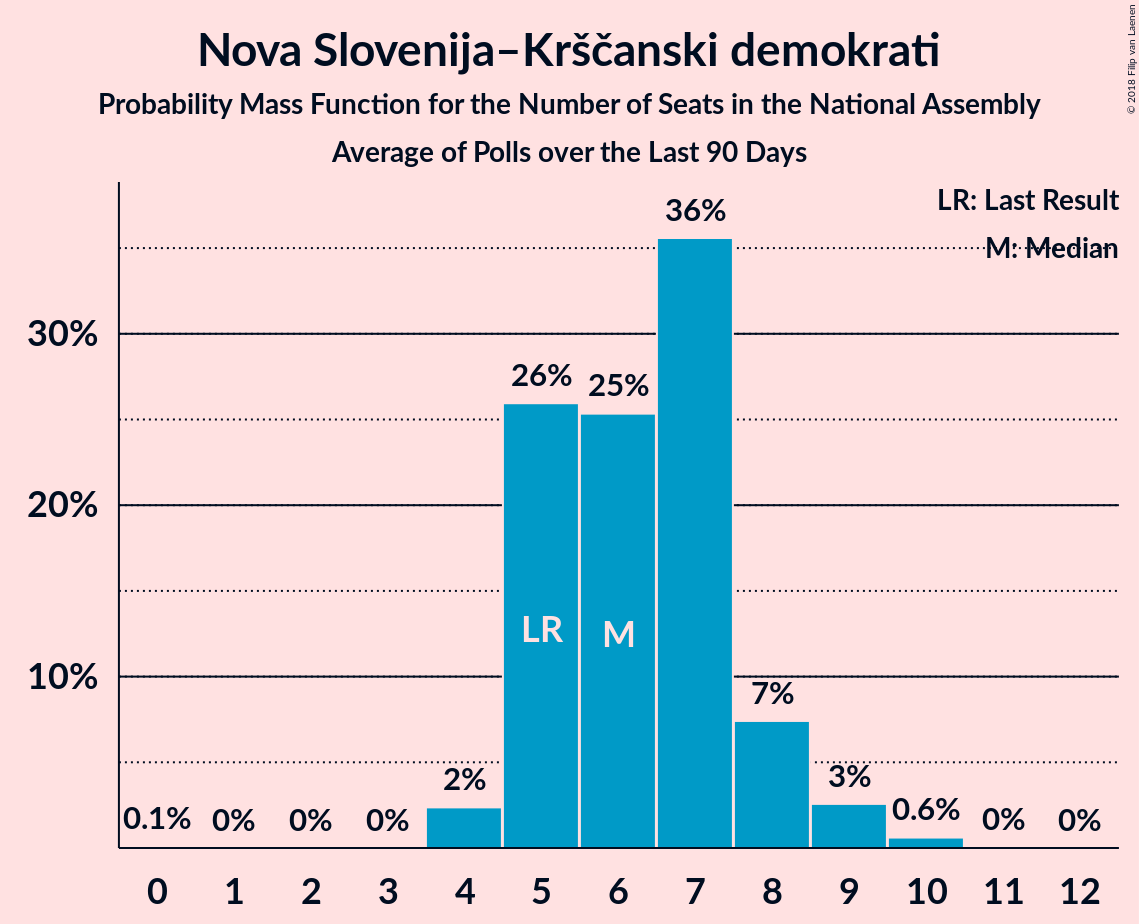 Nova Slovenija–Krščanski demokrati
Probability Mass Function for the Number of Seats in the National Assembly
Average of Polls over the Last 90 Days
© 2018 Filip van Laenen
LR: Last Result
M: Median
36%
30%
26%
25%
20%
LR
M
10%
7%
2%
3%
0.1%
0%
0%
0%
0.6%
0%
0%
0 1 2 3 4 5 6 7 8 9 10 11 12